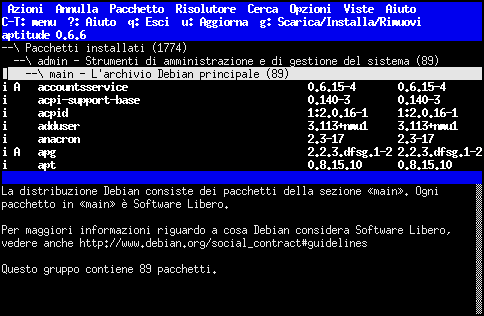 Azioni Annulla Pacchetto Risolutore Cerca Opzioni Viste Aiuto
C-T: menu ?: Aiuto q: Esci u: Aggiorna g: Scarica/Installa/Rimuovi
aptitude 0.6.6
--\ Pacchetti installati (1774)
--\ admin - Strumenti di amministrazione e di gestione del sistema (89)
--\ main - L'archivio Debian principale (89)
i A accountsservice 0.6.15-4 0.6.15-4
i acpi-support-base 0.140-3 0.140-3
i acpid 1:2.0.16-1 1:2.0.16-1
i adduser 3.113+nmu1 3.113+nmu1
i anacron 2.3-17 2.3-17
i A apg 2.2.3.dfsg.1-2 2.2.3.dfsg.1-2
i apt 0.8.15.10 0.8.15.10
La distribuzione Debian consiste dei pacchetti della sezione «main». Ogni
pacchetto in «main» è Software Libero.
Per maggiori informazioni riguardo a cosa Debian considera Software Libero,
vedere anche http://www.debian.org/social_contract#guidelines
Questo gruppo contiene 89 pacchetti.